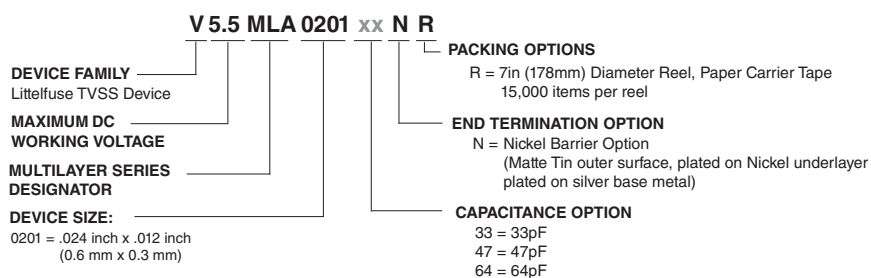 V 5.5 MLA 0201 xx N R
DEVICE FAMILY
Littelfuse TVSS Device
MAXIMUM DC
WORKING VOLTAGE
MULTILAYER SERIES
DESIGNATOR
DEVICE SIZE:
0201 = .024 inch x .012 inch
(0.6 mm x 0.3 mm)
PACKING OPTIONS
R = 7in (178mm) Diameter Reel, Paper Carrier Tape
15,000 items per reel
END TERMINATION OPTION
N = Nickel Barrier Option
(Matte Tin outer surface, plated on Nickel underlayer
plated on silver base metal)
CAPACITANCE OPTION
33 = 33pF
47 = 47pF
64 = 64pF